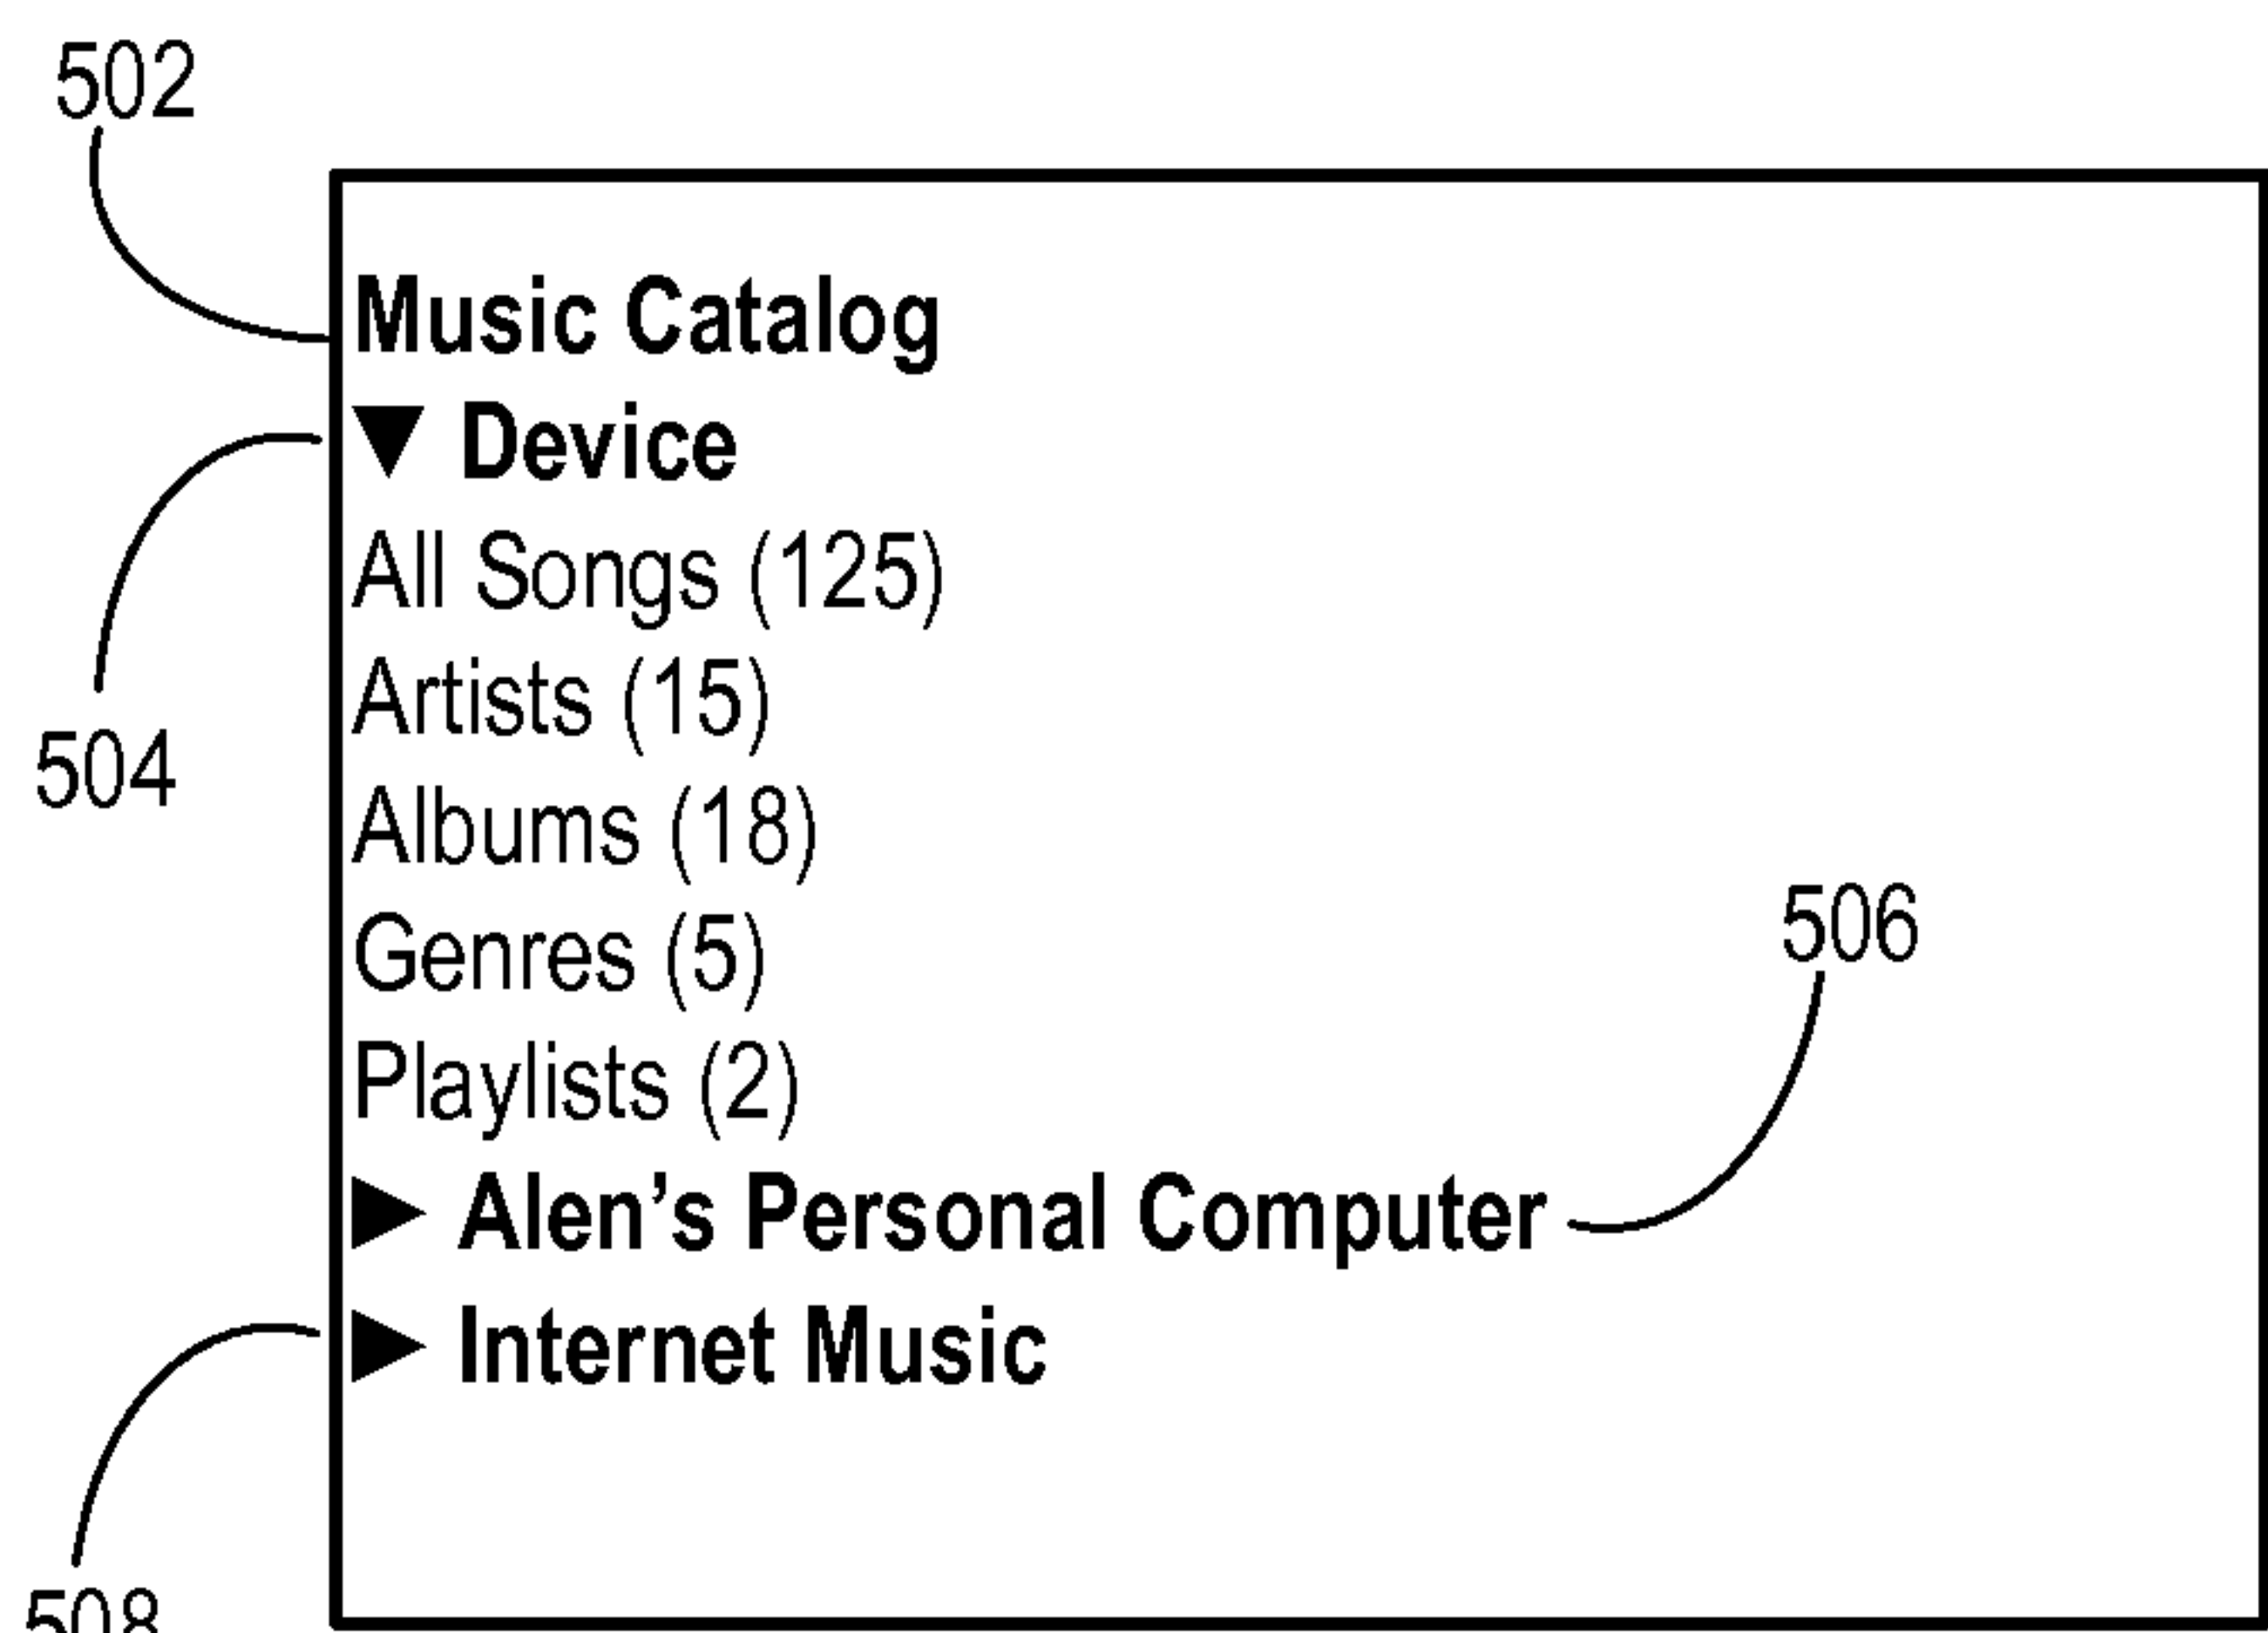 502
Music Catalog
▼ Device
All Songs (125)
Artists (15)
504
Albums (18)
506
Genres (5)
Playlists (2)
▶ Alen's Personal Computer
▶ Internet Music
508